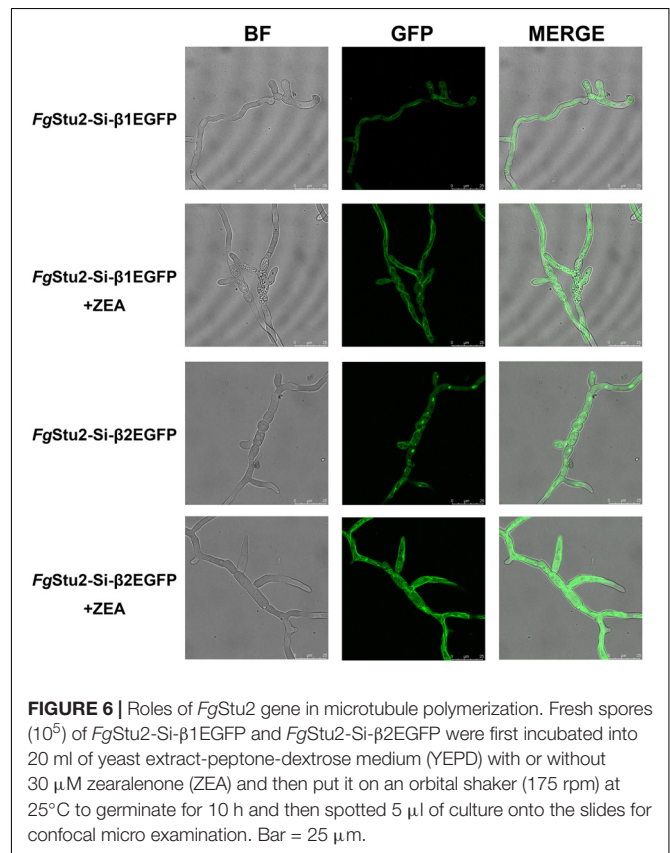 BF GFP MERGE
FgStu2-Si-β1EGFP
FgStu2-Si-β1EGFP
+ZEA
FgStu2-Si-β2EGFP
FgStu2-Si-β2EGFP
+ZEA
FIGURE 6 | Roles of FgStu2 gene in microtubule polymerization. Fresh spores
(10⁵) of FgStu2-Si-β1EGFP and FgStu2-Si-β2EGFP were first incubated into
20 ml of yeast extract-peptone-dextrose medium (YEPD) with or without
30 μM zearalenone (ZEA) and then put it on an orbital shaker (175 rpm) at
25°C to germinate for 10 h and then spotted 5 μl of culture onto the slides for
confocal micro examination. Bar = 25 μm.